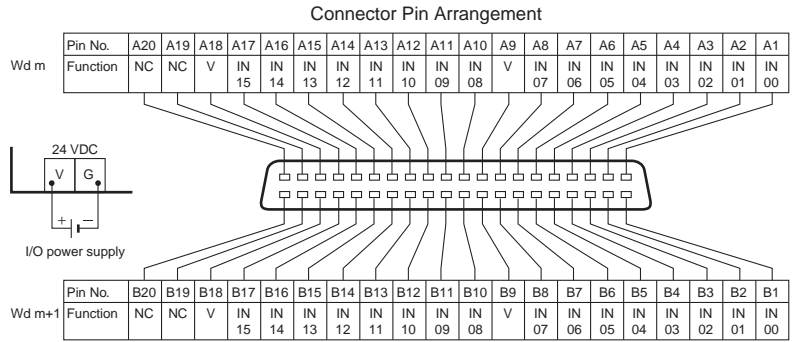 Connector Pin Arrangement
Pin No. A20 A19 A18 A17 A16 A15 A14 A13 A12 A11 A10 A9 A8 A7 A6 A5 A4 A3 A2 A1
Wd m Function NC NC V IN 15 IN 14 IN 13 IN 12 IN 11 IN 10 IN 09 IN 08 V IN 07 IN 06 IN 05 IN 04 IN 03 IN 02 IN 01 IN 00
24 VDC
V G
+ −
I/O power supply
Pin No. B20 B19 B18 B17 B16 B15 B14 B13 B12 B11 B10 B9 B8 B7 B6 B5 B4 B3 B2 B1
Wd m+1 Function NC NC V IN 15 IN 14 IN 13 IN 12 IN 11 IN 10 IN 09 IN 08 V IN 07 IN 06 IN 05 IN 04 IN 03 IN 02 IN 01 IN 00